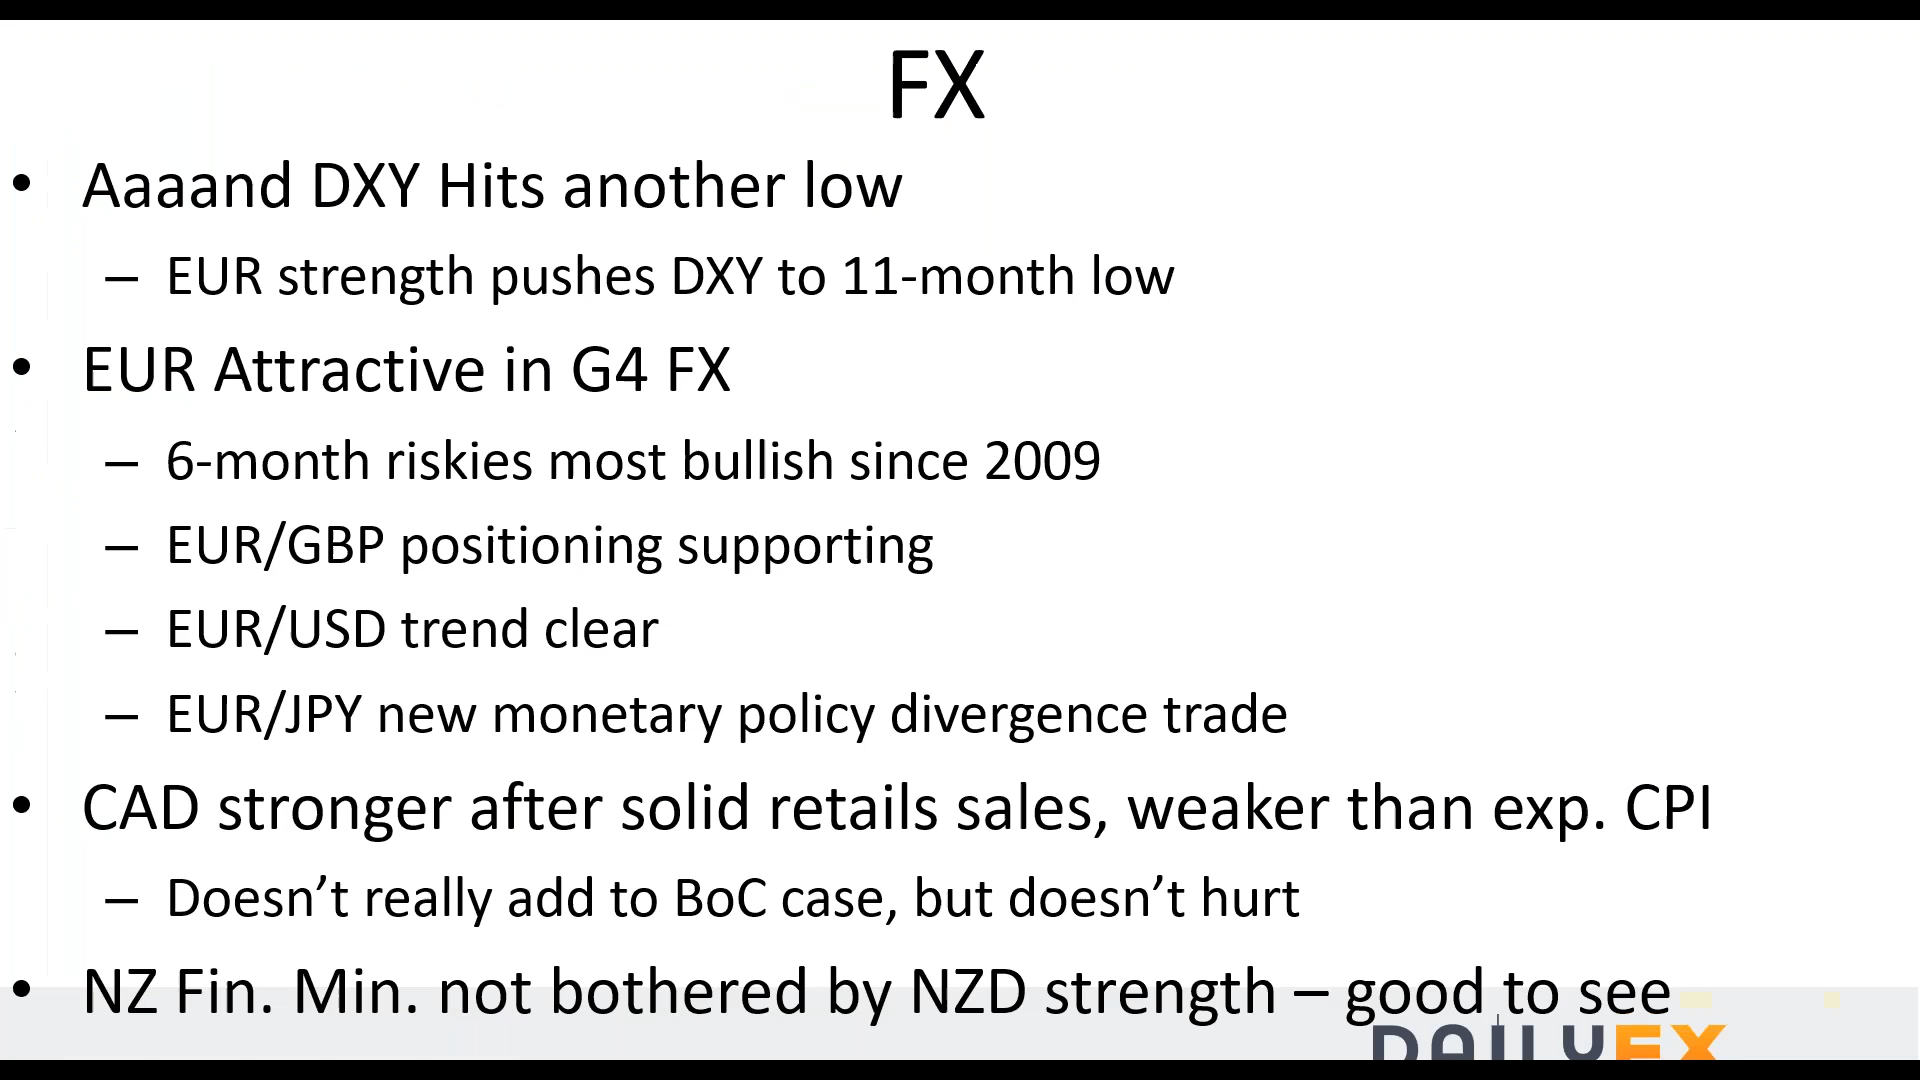 FX
• Aaaand DXY Hits another low
– EUR strength pushes DXY to 11-month low
• EUR Attractive in G4 FX
– 6-month riskies most bullish since 2009
– EUR/GBP positioning supporting
– EUR/USD trend clear
– EUR/JPY new monetary policy divergence trade
• CAD stronger after solid retails sales, weaker than exp. CPI
– Doesn’t really add to BoC case, but doesn’t hurt
• NZ Fin. Min. not bothered by NZD strength – good to see
DAILYFX